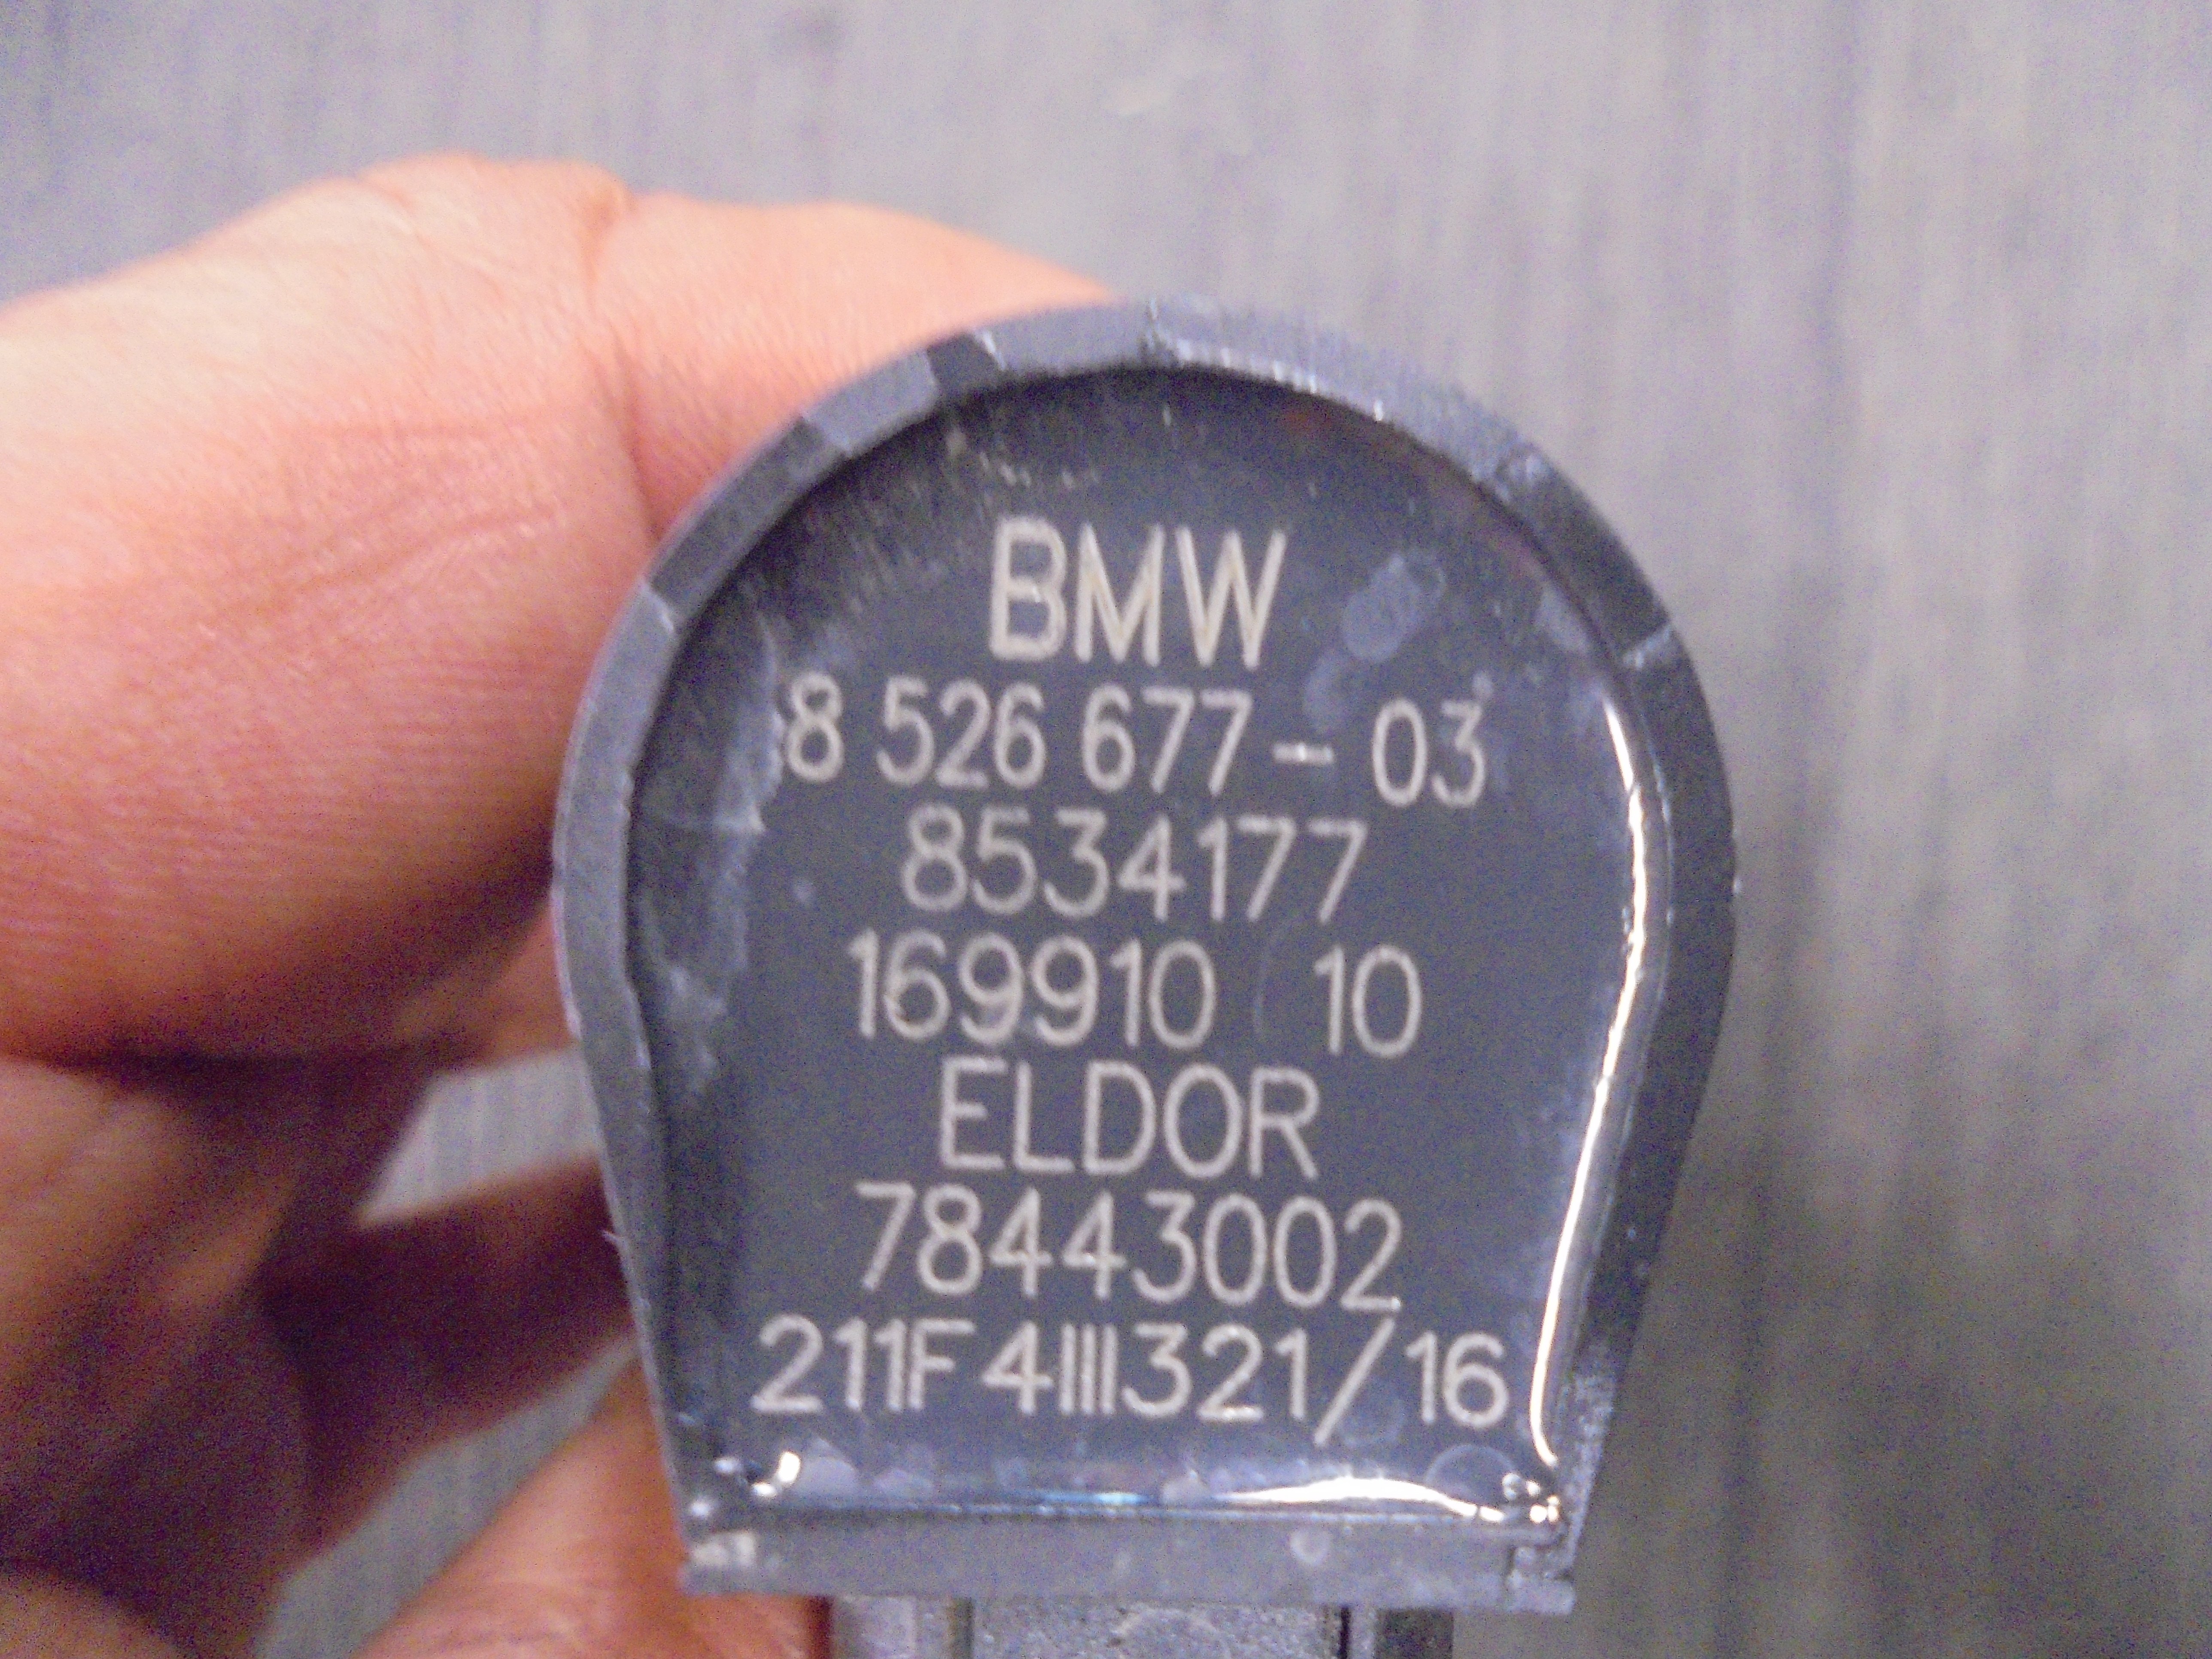 BMW
8 526 677 - 03
8534177
169910 10
ELDOR
78443002
211F4III321/16